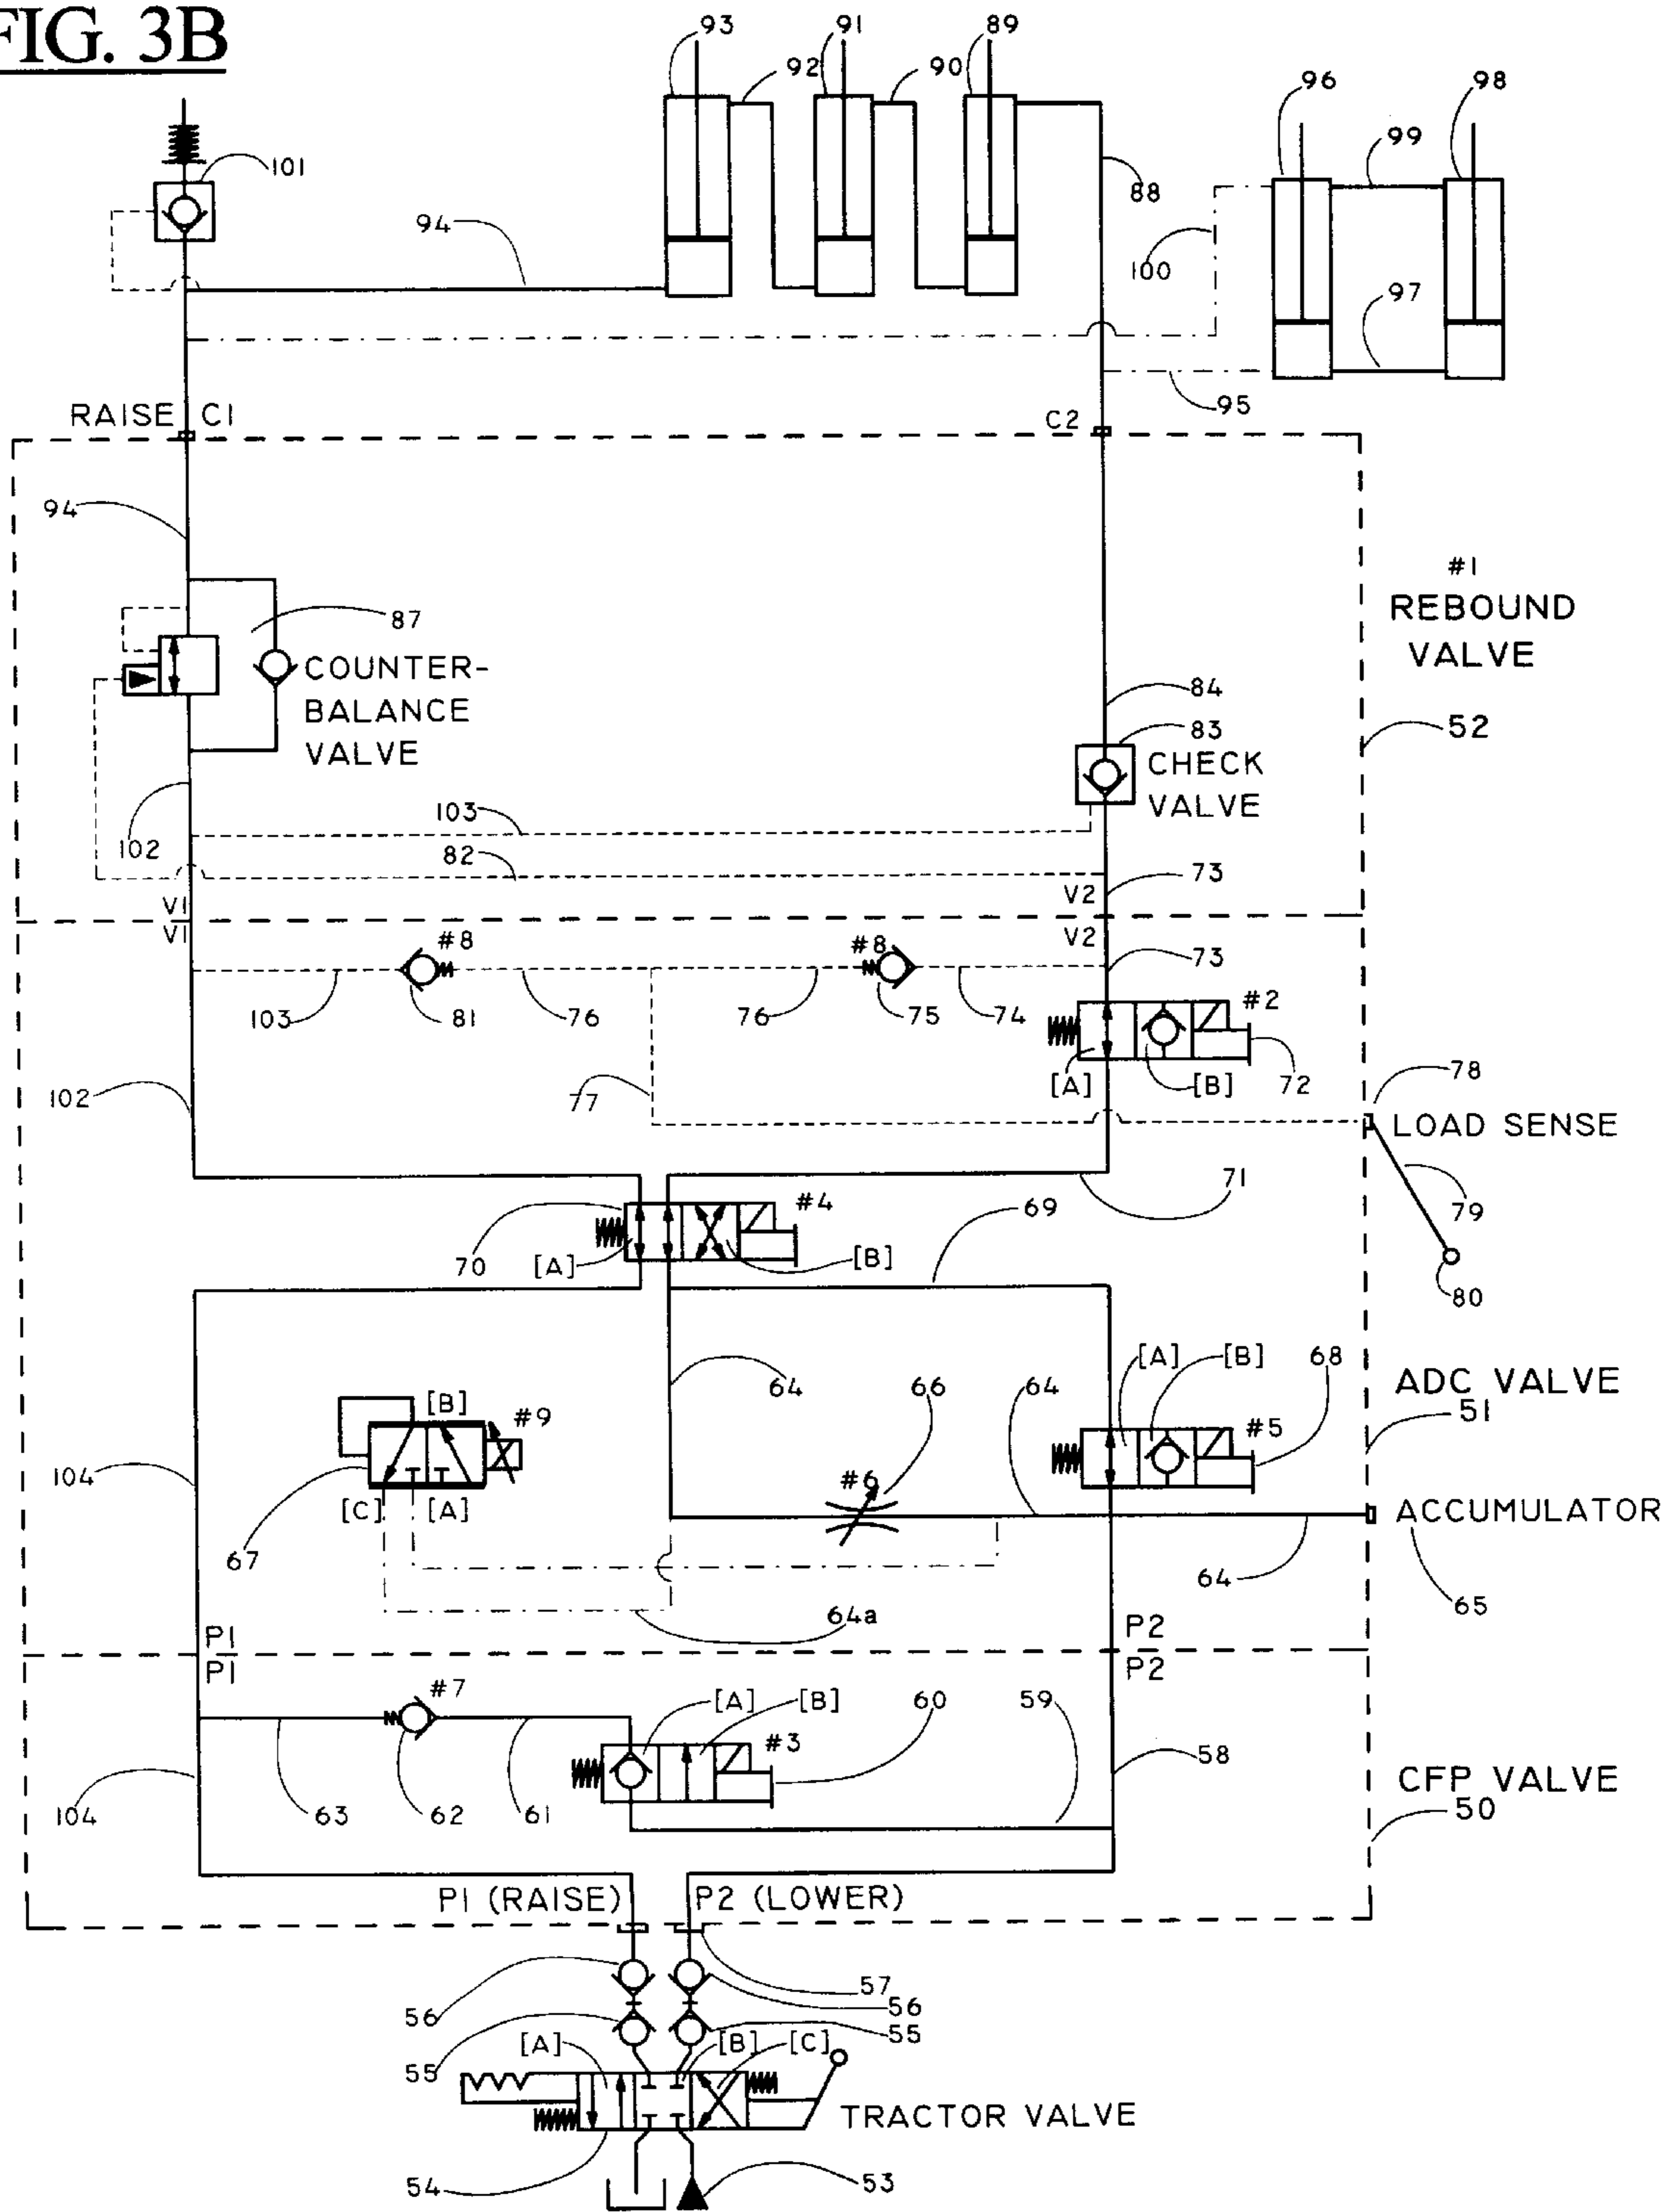 FIG. 3B
93
91
89
92
90
96
98
101
99
88
94
100
97
95
RAISE C1
C2
94
#1
REBOUND
VALVE
87
COUNTER-
BALANCE
VALVE
84
83
CHECK
VALVE
52
103
102
82
73
V1
V2
V1
V2
#8
#8
73
103
81
76
76
75
74
#2
[A]
[B]
72
102
77
78
LOAD SENSE
79
80
71
#4
69
70
[A]
[B]
[A]
[B]
68
64
66
64
ADC VALVE
51
[B]
#9
#5
104
#6
[C]
[A]
ACCUMULATOR
67
64
65
64a
P1
P2
P1
P2
#7
[A]
[B]
60
59
#3
58
CFP VALVE
50
104
63
62
61
P1 (RAISE)
P2 (LOWER)
57
56
56
55
55
[A]
[B]
[C]
TRACTOR VALVE
54
53